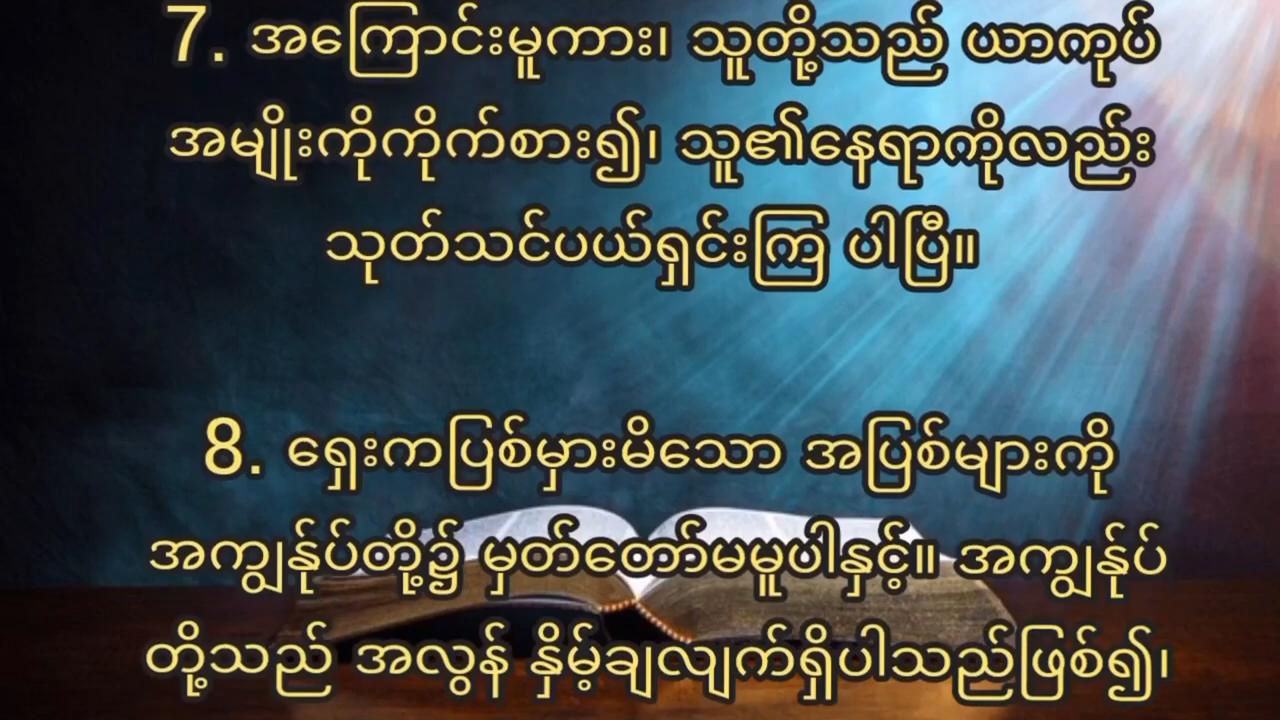 7. အကြောင်းမူကား၊ သူတို့သည် ယာကုပ်
အမျိုးကိုကိုက်စား၍၊ သူ၏နေရာကိုလည်း
သုတ်သင်ပယ်ရှင်းကြ ပါပြီ။
8. ရှေးကပြစ်မှားမိသော အပြစ်များကို
အကျွန်ုပ်တို့၌ မှတ်တော်မမူပါနှင့်။ အကျွန်ုပ်
တို့သည် အလွန် နှိမ့်ချလျက်ရှိပါသည်ဖြစ်၍၊